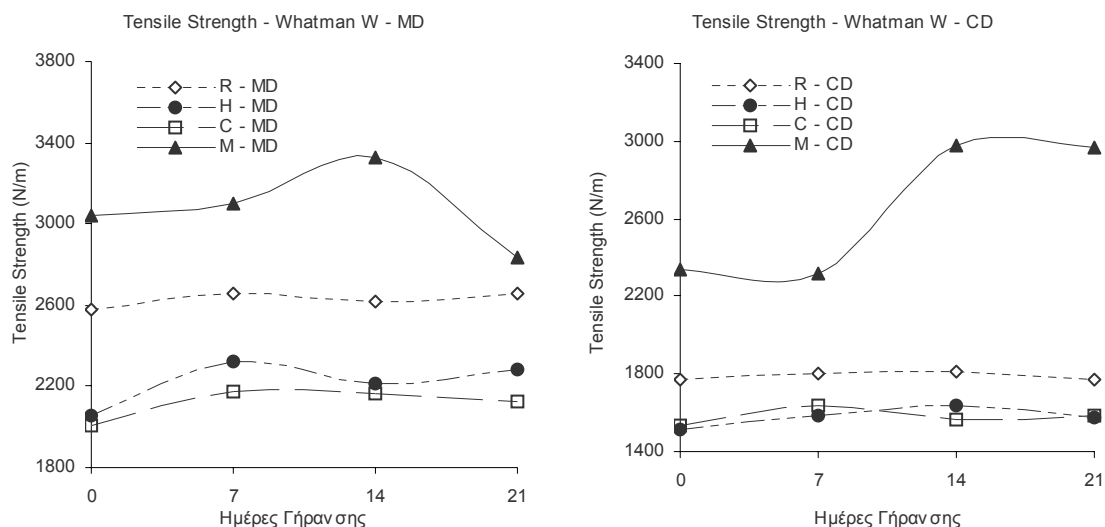 Tensile Strength - Whatman W - MD
3800
3400
3000
2600
2200
1800
Tensile Strength (N/m)
R - MD
H - MD
C - MD
M - MD
0 7 14 21
Ημέρες Γήρανσης
Tensile Strength - Whatman W - CD
3400
3000
2600
2200
1800
1400
Tensile Strength (N/m)
R - CD
H - CD
C - CD
M - CD
0 7 14 21
Ημέρες Γήρανσης